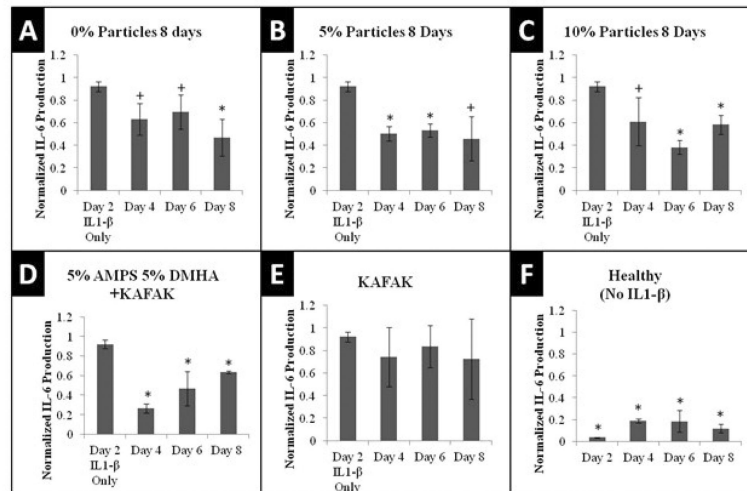 A
0% Particles 8 days
Normalized IL-6 Production
1.2
1
0.8
0.6
0.4
0.2
0
+
+
*
Day 2 Day 4 Day 6 Day 8
IL1-β
Only
B
5% Particles 8 Days
Normalized IL-6 Production
1.2
1
0.8
0.6
0.4
0.2
0
*
*
+
Day 2 Day 4 Day 6 Day 8
IL1-β
Only
C
10% Particles 8 Days
Normalized IL-6 Production
1.2
1
0.8
0.6
0.4
0.2
0
+
*
*
Day 2 Day 4 Day 6 Day 8
IL1-β
Only
D
5% AMPS 5% DMHA
+KAFAK
Normalized IL-6 Production
1.2
1
0.8
0.6
0.4
0.2
0
*
*
*
Day 2 Day 4 Day 6 Day 8
IL1-β
Only
E
KAFAK
Normalized IL-6 Production
1.2
1
0.8
0.6
0.4
0.2
0
Day 2 Day 4 Day 6 Day 8
IL1-β
Only
F
Healthy
(No IL1-β)
Normalized IL-6 Production
1.2
1
0.8
0.6
0.4
0.2
0
*
*
*
*
Day 2 Day 4 Day 6 Day 8